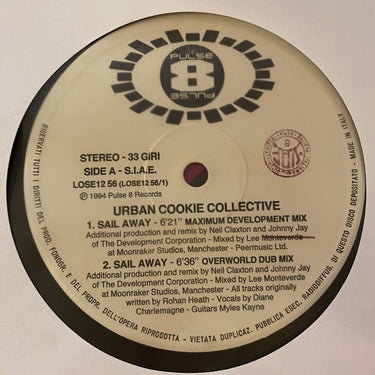 PULSE
8
PULSE
STEREO - 33 GIRI
SIDE A - S.I.A.E.
LOSE12 56 (LOSE12 56/1)
Ⓟ 1994 Pulse 8 Records
URBAN COOKIE COLLECTIVE
1. SAIL AWAY - 6'21" MAXIMUM DEVELOPMENT MIX
Additional production and remix by Neil Claxton and Johnny Jay
of The Development Corporation - Mixed by Lee Monteverde
at Moonraker Studios, Manchester - Peermusic Ltd.
2. SAIL AWAY - 6'36" OVERWORLD DUB MIX
Additional production and remix by Neil Claxton and Johnny Jay
of The Development Corporation - Mixed by Lee Monteverde
at Moonraker Studios, Manchester - All tracks originally
written by Rohan Heath - Vocals by Diane
Charlemagne - Guitars Myles Kayne
RISERVATI TUTTI I DIRITTI DEL PROD. FONOGR. E DEL PROPR. DELL'OPERA RIPRODOTTA - VIETATA DUPLICAZ. PUBBLICA ESEC. RADIODIFFUS. DI QUESTO DISCO DEPOSITATO - MADE IN ITALY